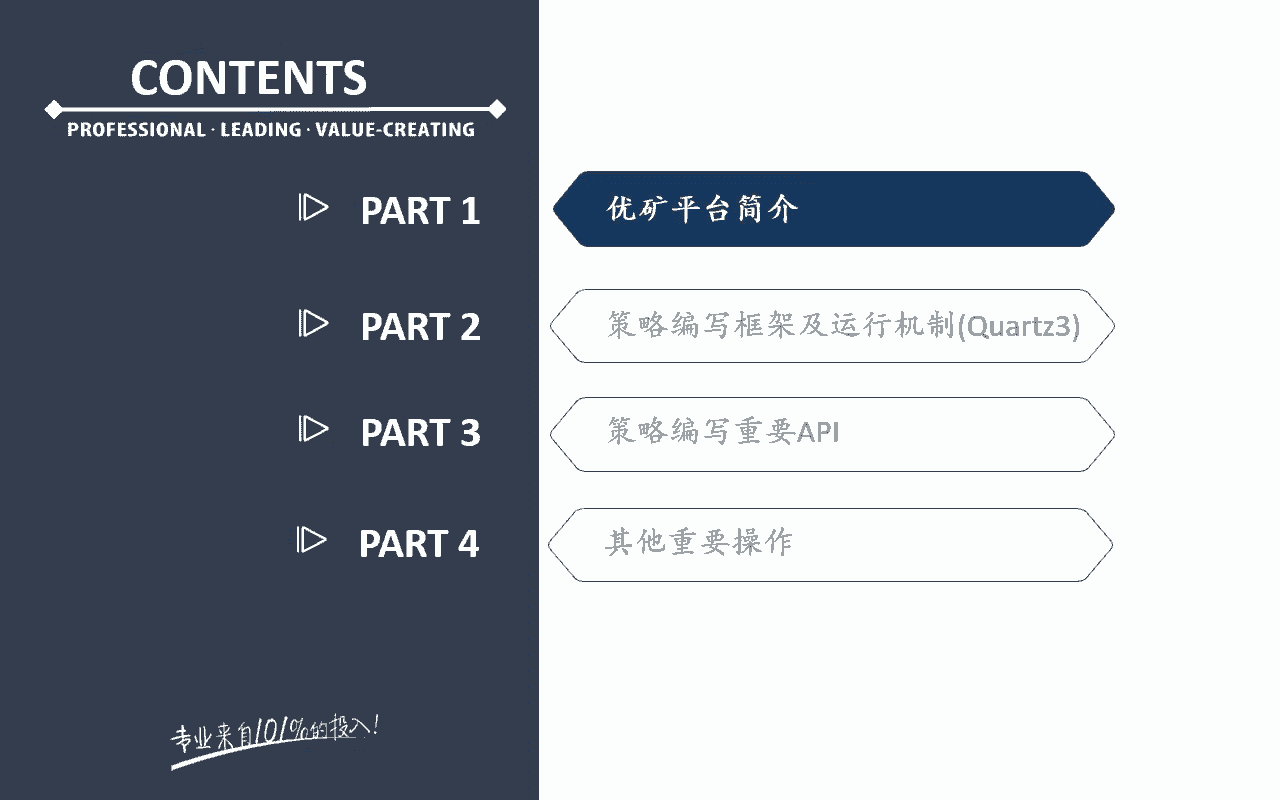 CONTENTS
PROFESSIONAL · LEADING · VALUE-CREATING
PART 1
优矿平台简介
PART 2
策略编写框架及运行机制(Quartz3)
PART 3
策略编写重要API
PART 4
其他重要操作
专业来自101%的投入!